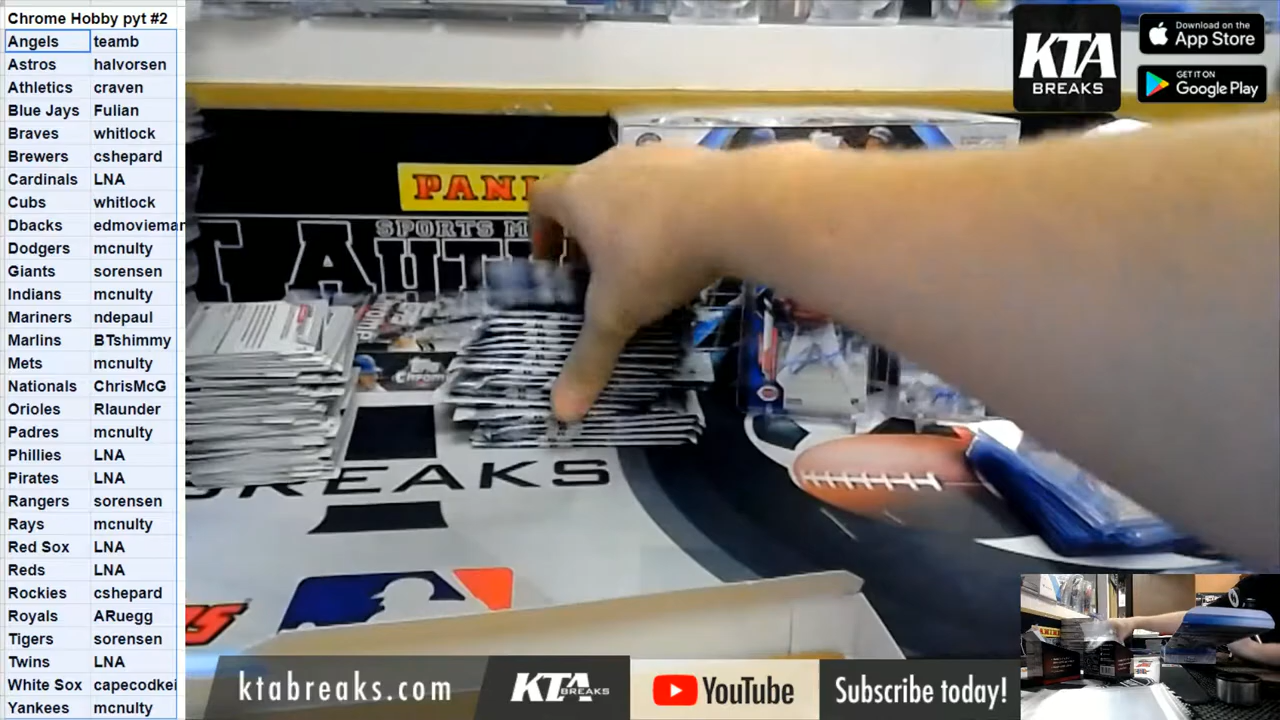 Chrome Hobby pyt #2
Angels teamb
Astros halvorsen
Athletics craven
Blue Jays Fulian
Braves whitlock
Brewers cshepard
Cardinals LNA
Cubs whitlock
Dbacks edmovieman
Dodgers mcnulty
Giants sorensen
Indians mcnulty
Mariners ndepaul
Marlins BTshimmy
Mets mcnulty
Nationals ChrisMcG
Orioles Rlaunder
Padres mcnulty
Phillies LNA
Pirates LNA
Rangers sorensen
Rays mcnulty
Red Sox LNA
Reds LNA
Rockies cshepard
Royals ARuegg
Tigers sorensen
Twins LNA
White Sox capecodkei
Yankees mcnulty
KTA
BREAKS
Download on the
App Store
GET IT ON
Google Play
PANI
SPORTS M
T AUT
topps
Chrome
BREAKS
ktabreaks.com
KTA
BREAKS
YouTube
Subscribe today!